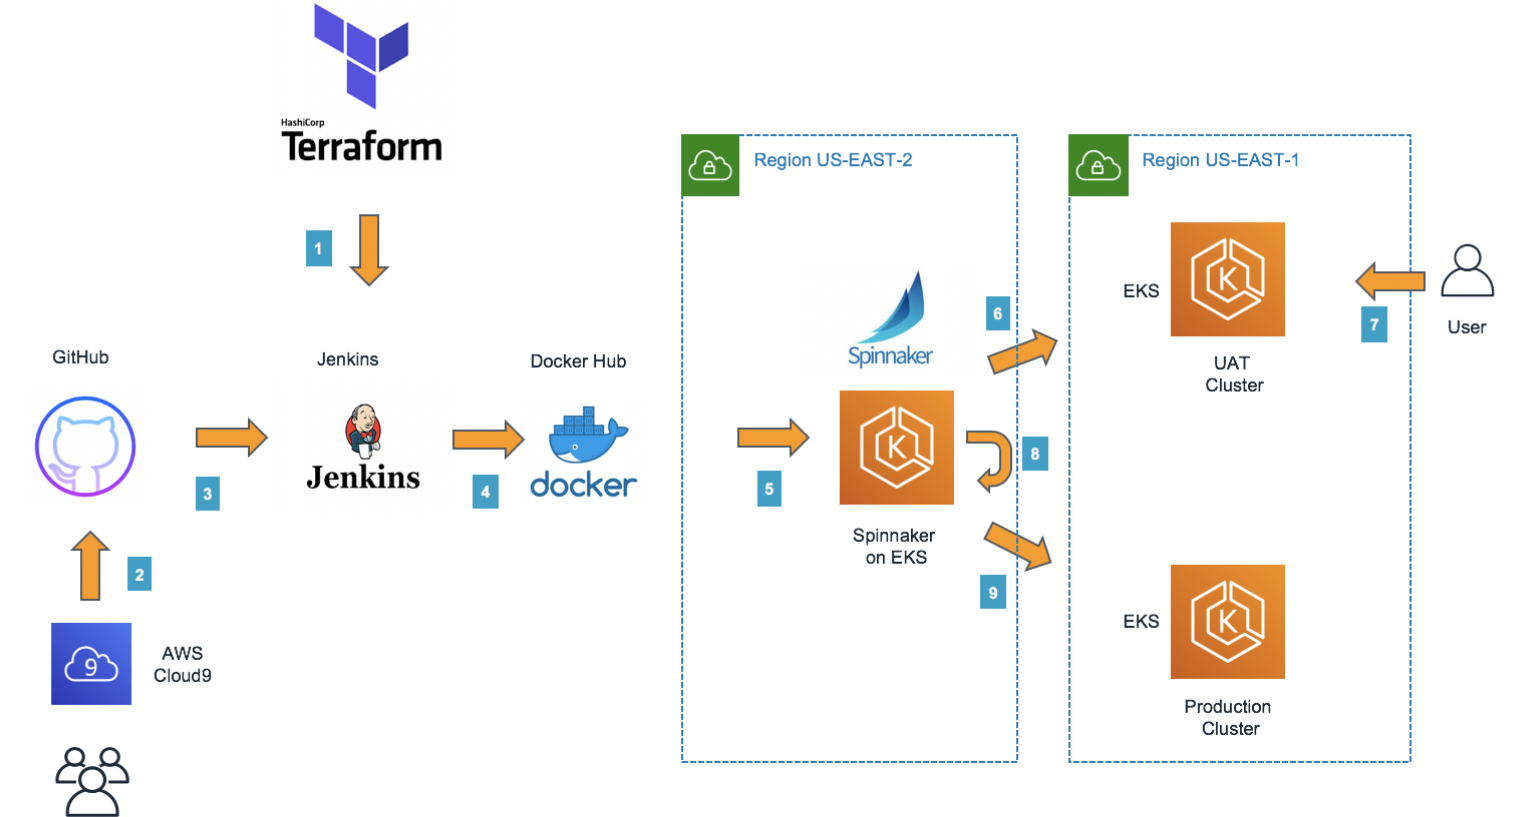 HashiCorp
Terraform
1
Region US-EAST-2
Region US-EAST-1
GitHub
Jenkins
Docker Hub
Jenkins
docker
3
4
2
9
AWS
Cloud9
5
Spinnaker
6
8
Spinnaker
on EKS
9
EKS
K
UAT
Cluster
7
User
K
EKS
K
Production
Cluster